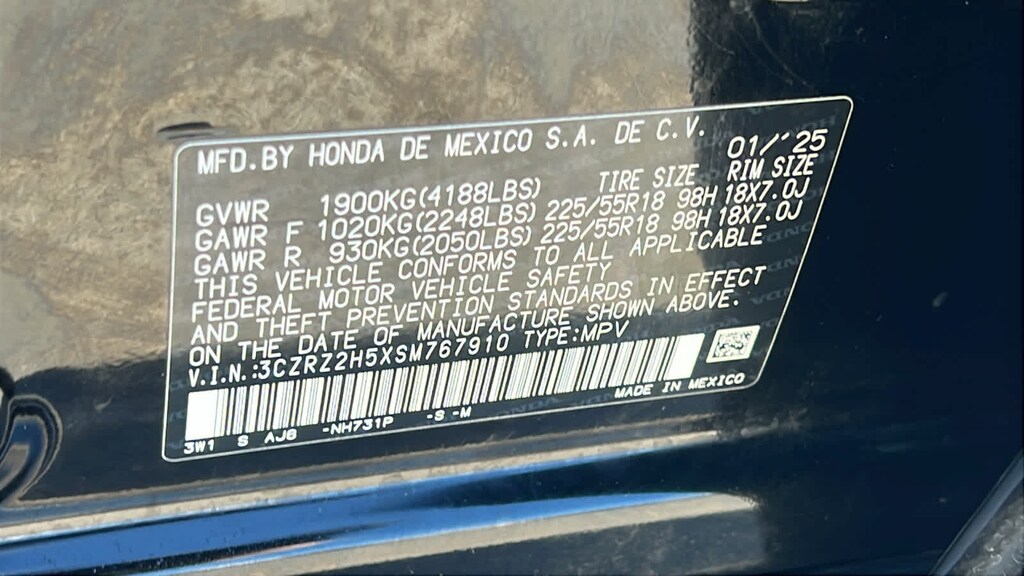 MFD.BY HONDA DE MEXICO S.A. DE C.V. 01/'25
TIRE SIZE RIM SIZE
GVWR 1900KG(4188LBS)
GAWR F 1020KG(2248LBS) 225/55R18 98H 18X7.0J
GAWR R 930KG(2050LBS) 225/55R18 98H 18X7.0J
THIS VEHICLE CONFORMS TO ALL APPLICABLE
FEDERAL MOTOR VEHICLE SAFETY
AND THEFT PREVENTION STANDARDS IN EFFECT
ON THE DATE OF MANUFACTURE SHOWN ABOVE.
V.I.N.:3CZRZ2H5XSM767910 TYPE:MPV
MADE IN MEXICO
3W1 S AJG -NH731P -S -M